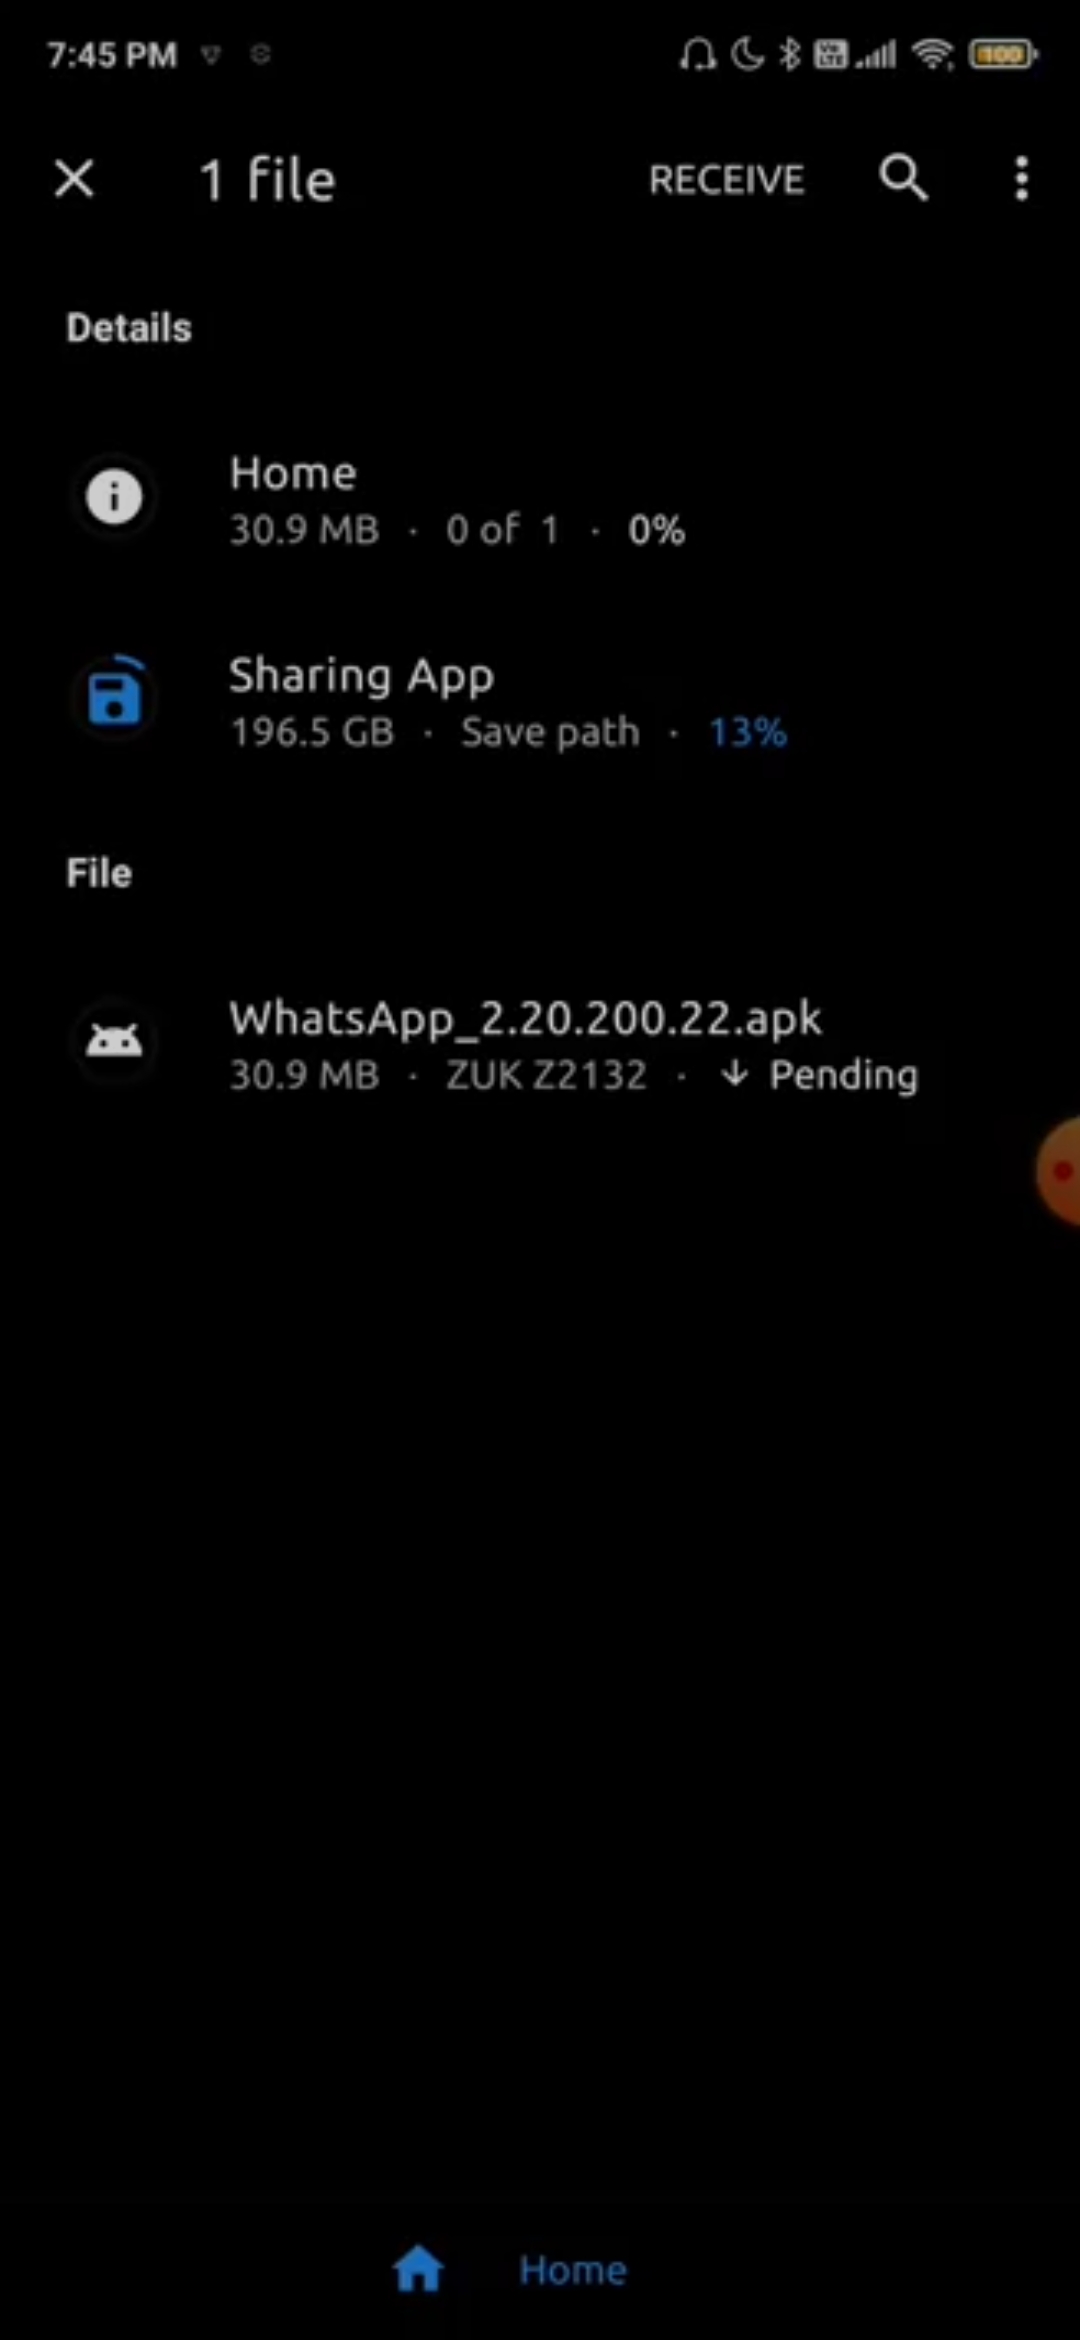 7:45 PM
100
1 file
RECEIVE
Details
Home
30.9 MB · 0 of 1 · 0%
Sharing App
196.5 GB · Save path · 13%
File
WhatsApp_2.20.200.22.apk
30.9 MB · ZUK Z2132 · ↓ Pending
Home